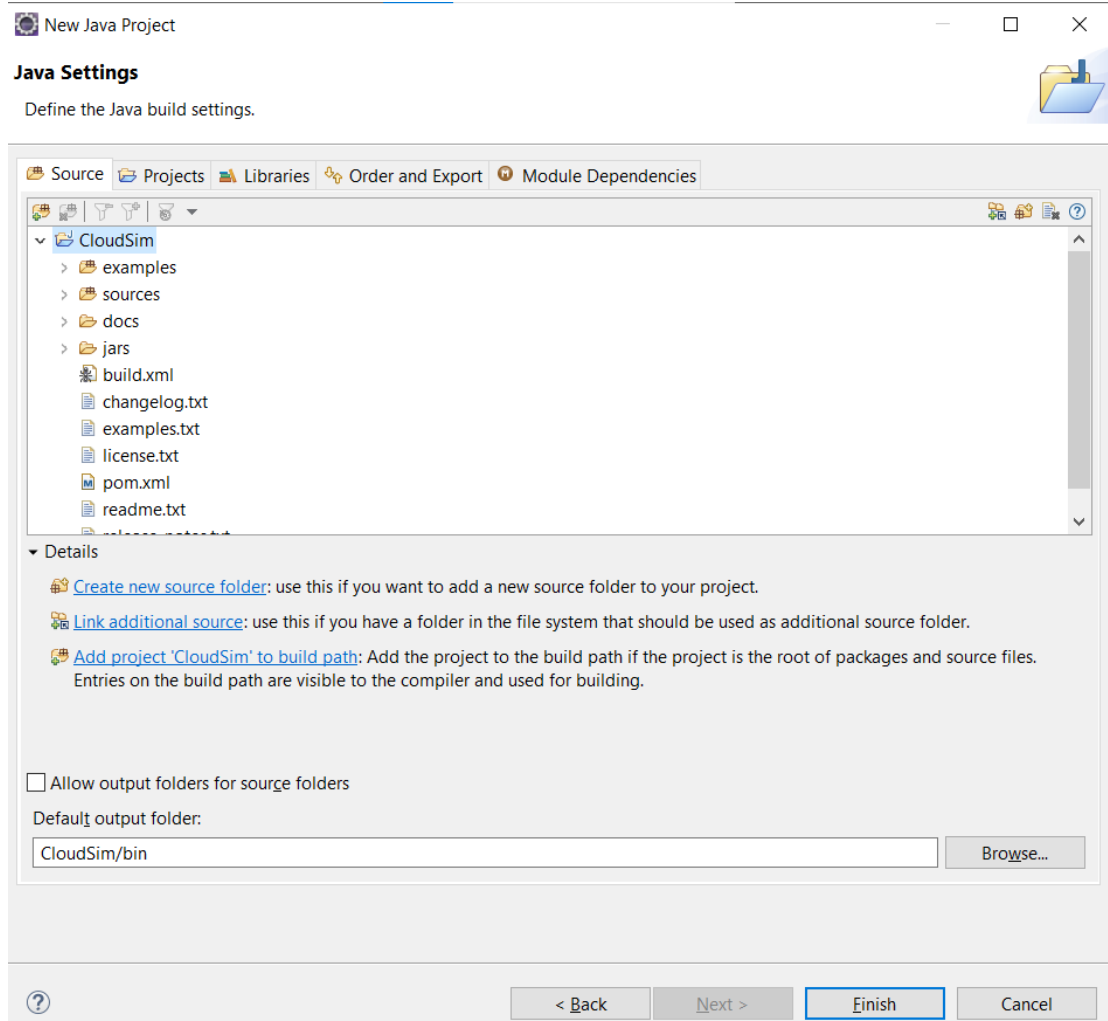 New Java Project
Java Settings
Define the Java build settings.
Source Projects Libraries Order and Export Module Dependencies
CloudSim
examples
sources
docs
jars
build.xml
changelog.txt
examples.txt
license.txt
pom.xml
readme.txt
Details
Create new source folder: use this if you want to add a new source folder to your project.
Link additional source: use this if you have a folder in the file system that should be used as additional source folder.
Add project 'CloudSim' to build path: Add the project to the build path if the project is the root of packages and source files.
Entries on the build path are visible to the compiler and used for building.
Allow output folders for source folders
Default output folder:
CloudSim/bin Browse...
< Back Next > Finish Cancel